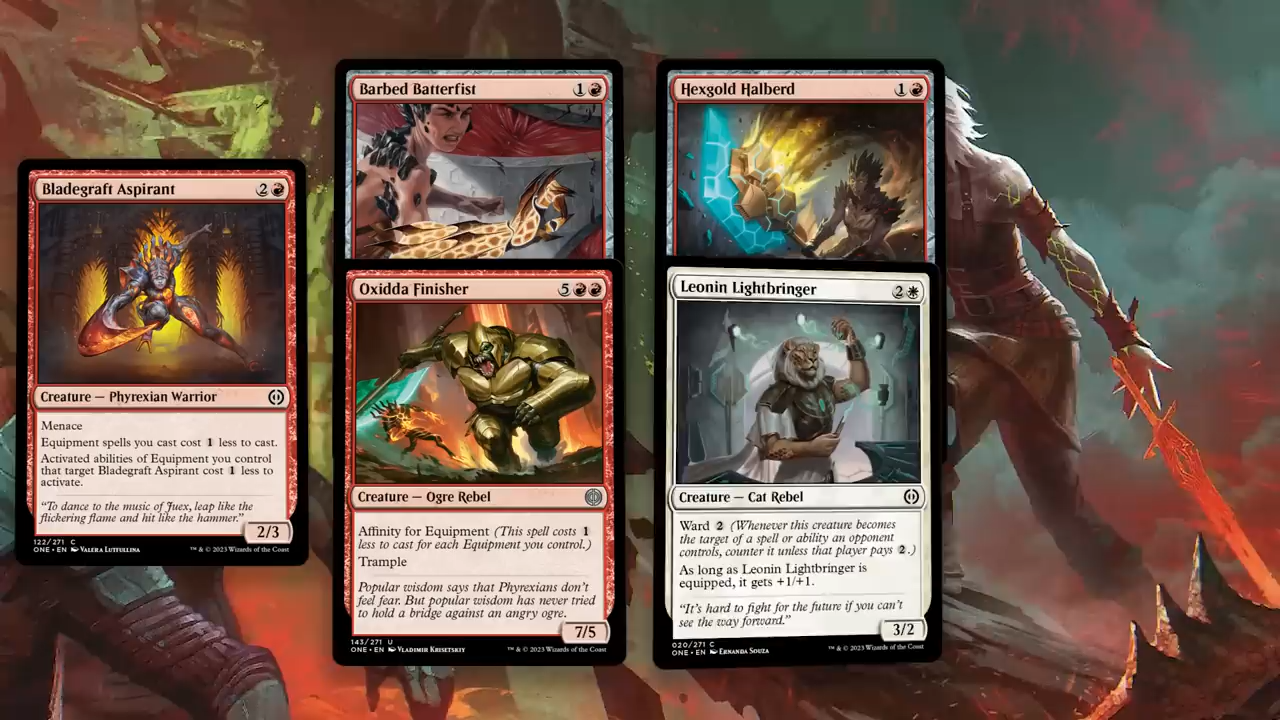 Bladegraft Aspirant 2
Creature — Phyrexian Warrior
Menace
Equipment spells you cast cost 1 less to cast.
Activated abilities of Equipment you control
that target Bladegraft Aspirant cost 1 less to
activate.
"To dance to the music of Juex, leap like the
flickering flame and hit like the hammer."
2/3
122/271 C
ONE • EN Valera Lutfullina
™ & © 2023 Wizards of the Coast
Barbed Batterfist 1
Oxidda Finisher 5
Creature — Ogre Rebel
Affinity for Equipment (This spell costs 1
less to cast for each Equipment you control.)
Trample
Popular wisdom says that Phyrexians don't
feel fear. But popular wisdom has never tried
to hold a bridge against an angry ogre.
7/5
143/271 U
ONE • EN Vladimir Krisetskiy
™ & © 2023 Wizards of the Coast
Hexgold Halberd 1
Leonin Lightbringer 2
Creature — Cat Rebel
Ward 2 (Whenever this creature becomes
the target of a spell or ability an opponent
controls, counter it unless that player pays 2.)
As long as Leonin Lightbringer is
equipped, it gets +1/+1.
"It's hard to fight for the future if you can't
see the way forward."
3/2
020/271 C
ONE • EN Ernanda Souza
™ & © 2023 Wizards of the Coast